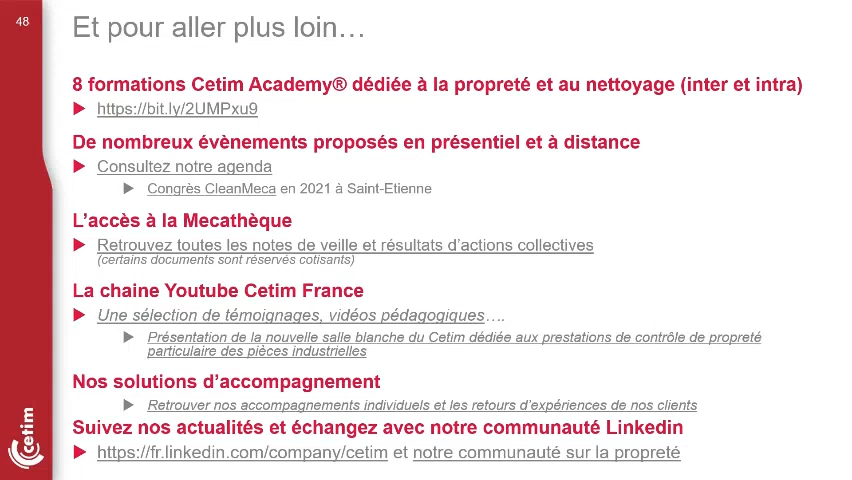 48
Et pour aller plus loin…
8 formations Cetim Academy® dédiée à la propreté et au nettoyage (inter et intra)
https://bit.ly/2UMPxu9
De nombreux évènements proposés en présentiel et à distance
Consultez notre agenda
Congrès CleanMeca en 2021 à Saint-Etienne
L'accès à la Mecathèque
Retrouvez toutes les notes de veille et résultats d'actions collectives
(certains documents sont réservés cotisants)
La chaine Youtube Cetim France
Une sélection de témoignages, vidéos pédagogiques….
Présentation de la nouvelle salle blanche du Cetim dédiée aux prestations de contrôle de propreté
particulaire des pièces industrielles
Nos solutions d'accompagnement
Retrouver nos accompagnements individuels et les retours d'expériences de nos clients
Suivez nos actualités et échangez avec notre communauté Linkedin
https://fr.linkedin.com/company/cetim et notre communauté sur la propreté
cetim